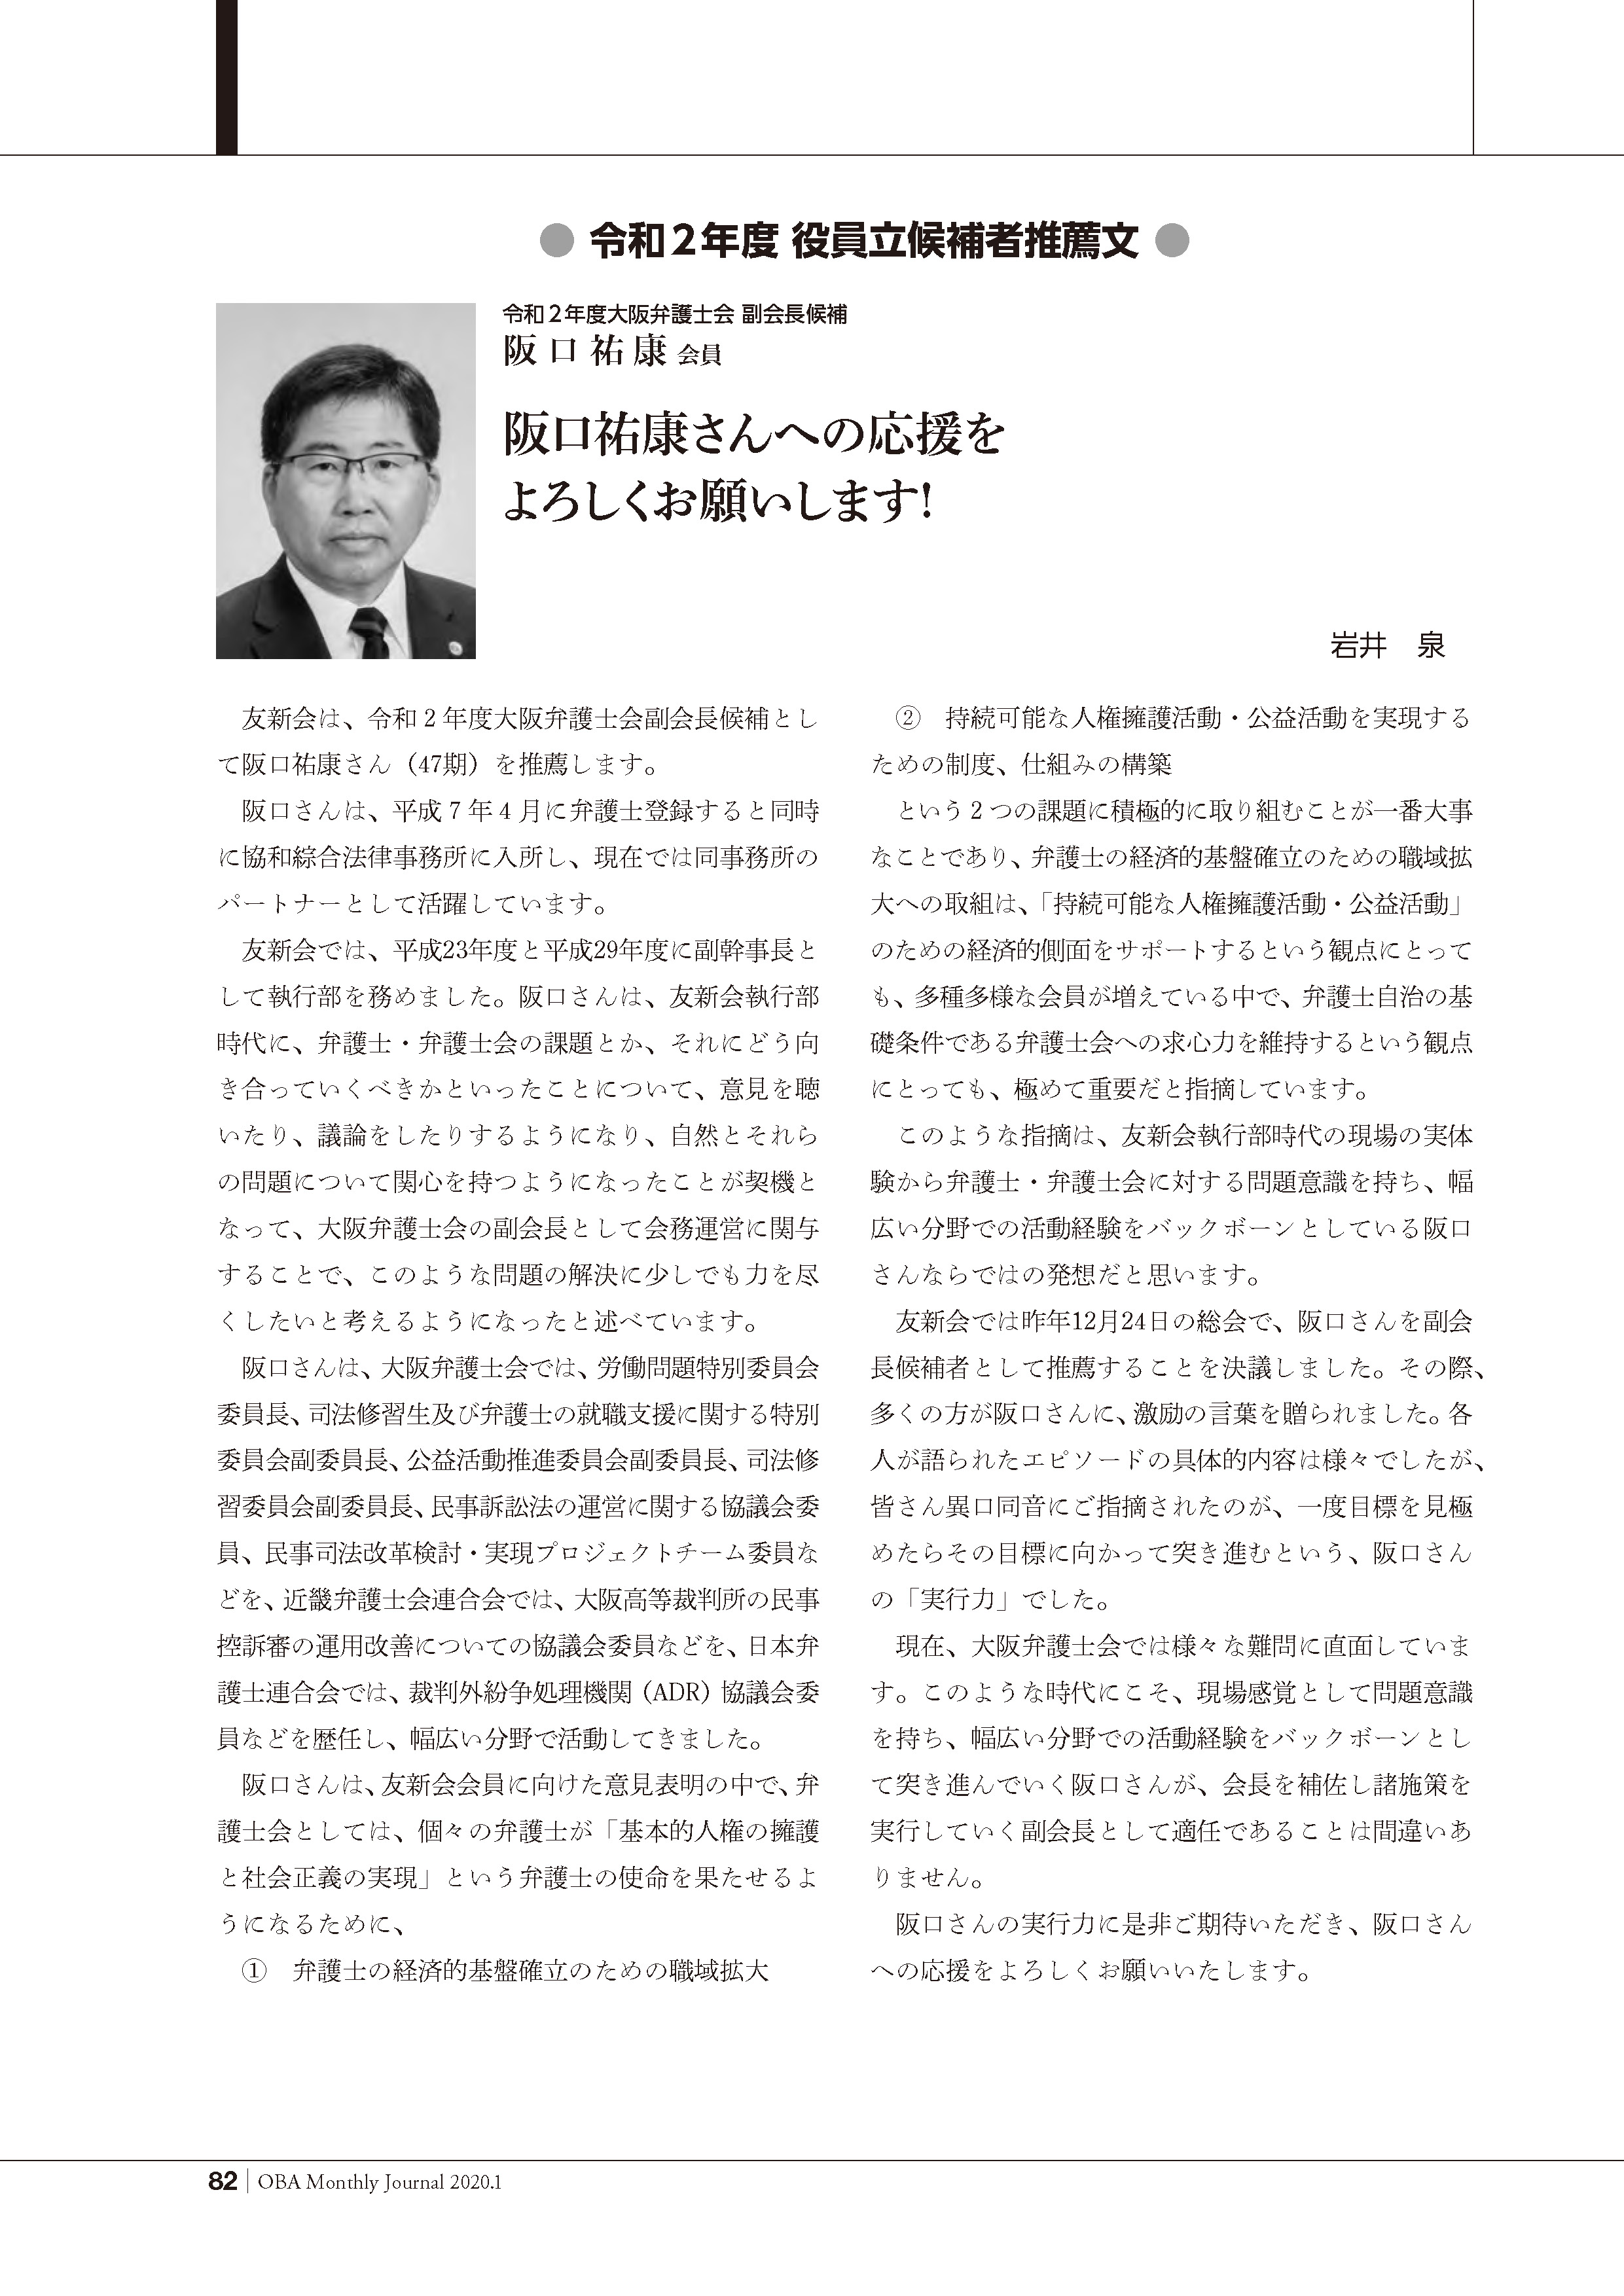 ● 令和2年度 役員立候補者推薦文 ●
令和2年度大阪弁護士会 副会長候補
阪口祐康 会員
阪口祐康さんへの応援を
よろしくお願いします!
岩井 泉
友新会は、令和2年度大阪弁護士会副会長候補とし
て阪口祐康さん（47期）を推薦します。
阪口さんは、平成7年4月に弁護士登録すると同時
に協和綜合法律事務所に入所し、現在では同事務所の
パートナーとして活躍しています。
友新会では、平成23年度と平成29年度に副幹事長と
して執行部を務めました。阪口さんは、友新会執行部
時代に、弁護士・弁護士会の課題とか、それにどう向
き合っていくべきかといったことについて、意見を聴
いたり、議論をしたりするようになり、自然とそれら
の問題について関心を持つようになったことが契機と
なって、大阪弁護士会の副会長として会務運営に関与
することで、このような問題の解決に少しでも力を尽
くしたいと考えるようになったと述べています。
阪口さんは、大阪弁護士会では、労働問題特別委員会
委員長、司法修習生及び弁護士の就職支援に関する特別
委員会副委員長、公益活動推進委員会副委員長、司法修
習委員会副委員長、民事訴訟法の運営に関する協議会委
員、民事司法改革検討・実現プロジェクトチーム委員な
どを、近畿弁護士会連合会では、大阪高等裁判所の民事
控訴審の運用改善についての協議会委員などを、日本弁
護士連合会では、裁判外紛争処理機関（ADR）協議会委
員などを歴任し、幅広い分野で活動してきました。
阪口さんは、友新会会員に向けた意見表明の中で、弁
護士会としては、個々の弁護士が「基本的人権の擁護
と社会正義の実現」という弁護士の使命を果たせるよ
うになるために、
① 弁護士の経済的基盤確立のための職域拡大
② 持続可能な人権擁護活動・公益活動を実現する
ための制度、仕組みの構築
という2つの課題に積極的に取り組むことが一番大事
なことであり、弁護士の経済的基盤確立のための職域拡
大への取組は、「持続可能な人権擁護活動・公益活動」
のための経済的側面をサポートするという観点にとって
も、多種多様な会員が増えている中で、弁護士自治の基
礎条件である弁護士会への求心力を維持するという観点
にとっても、極めて重要だと指摘しています。
このような指摘は、友新会執行部時代の現場の実体
験から弁護士・弁護士会に対する問題意識を持ち、幅
広い分野での活動経験をバックボーンとしている阪口
さんならではの発想だと思います。
友新会では昨年12月24日の総会で、阪口さんを副会
長候補者として推薦することを決議しました。その際、
多くの方が阪口さんに、激励の言葉を贈られました。各
人が語られたエピソードの具体的内容は様々でしたが、
皆さん異口同音にご指摘されたのが、一度目標を見極
めたらその目標に向かって突き進むという、阪口さん
の「実行力」でした。
現在、大阪弁護士会では様々な難問に直面していま
す。このような時代にこそ、現場感覚として問題意識
を持ち、幅広い分野での活動経験をバックボーンとし
て突き進んでいく阪口さんが、会長を補佐し諸施策を
実行していく副会長として適任であることは間違いあ
りません。
阪口さんの実行力に是非ご期待いただき、阪口さん
への応援をよろしくお願いいたします。
82 OBA Monthly Journal 2020.1